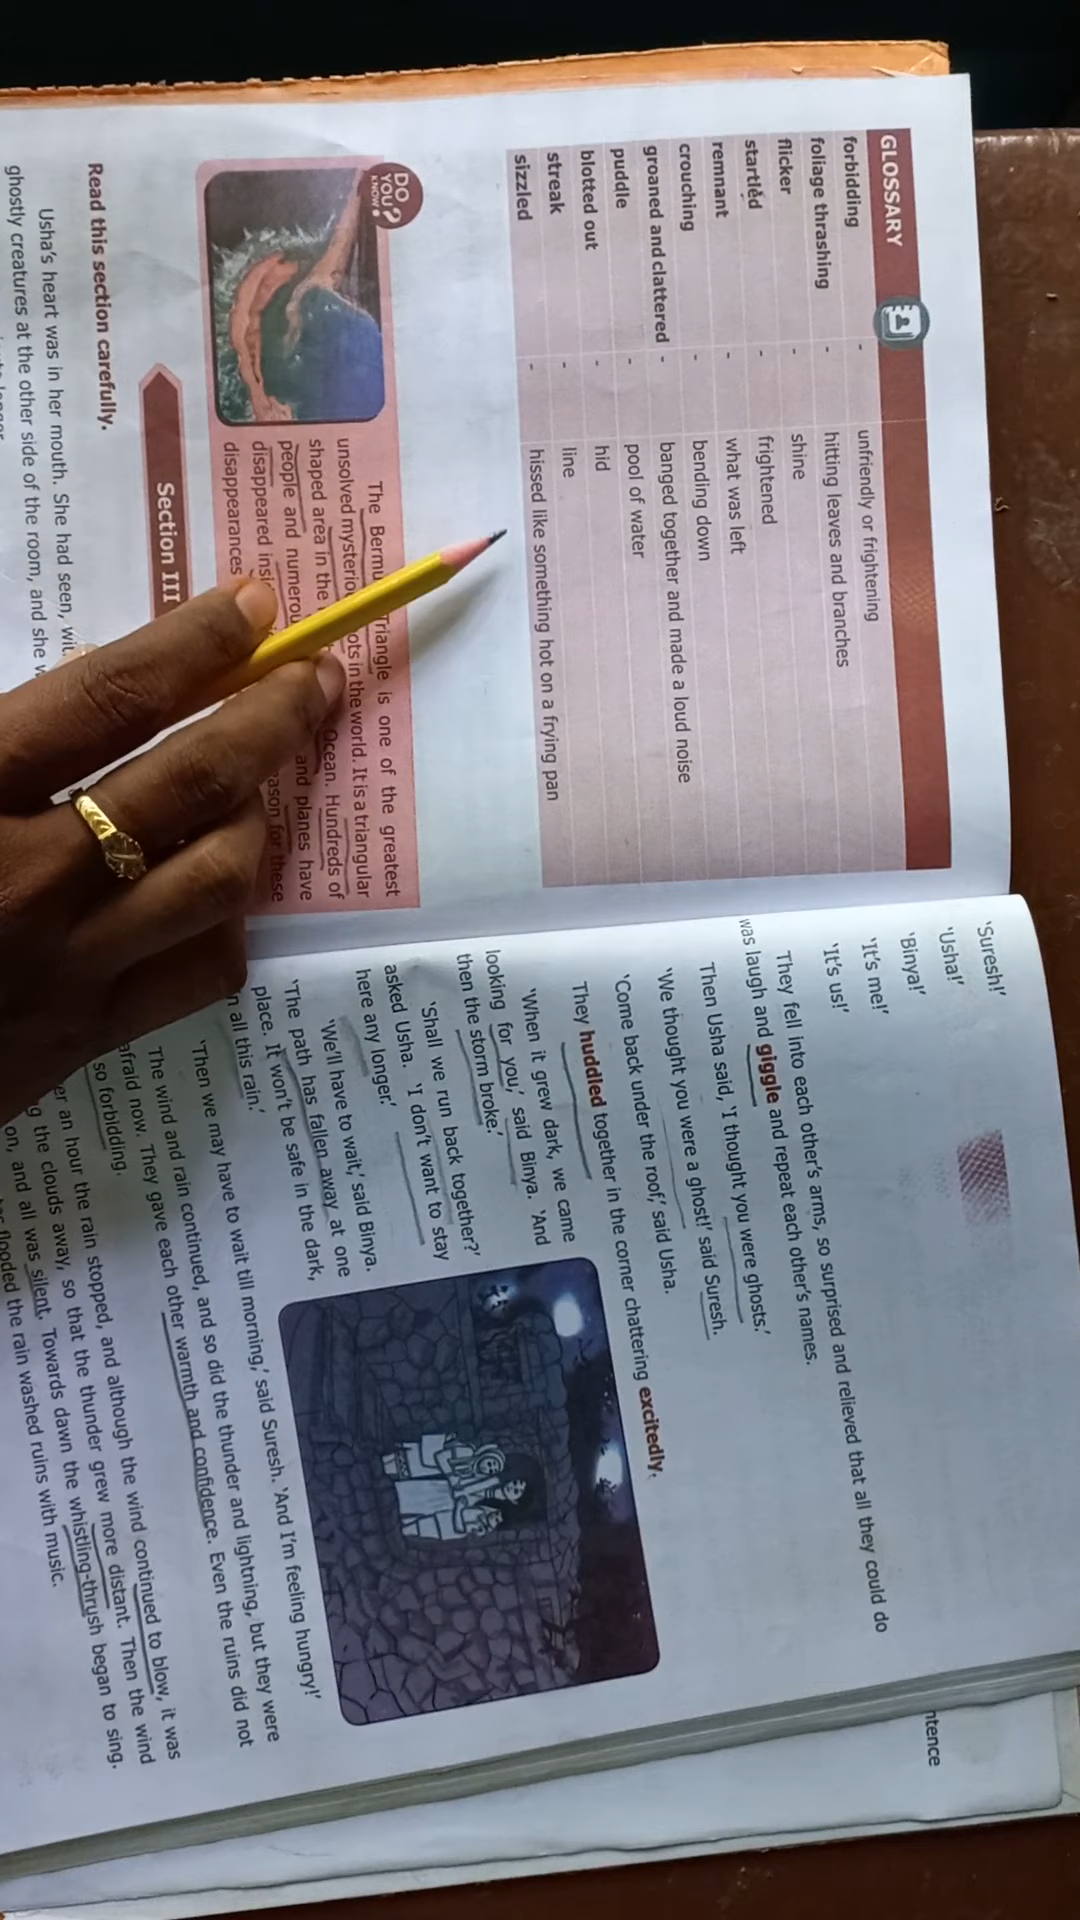 GLOSSARY
forbidding - unfriendly or frightening
foliage thrashing - hitting leaves and branches
flicker - shine
startled - frightened
remnant - what was left
crouching - bending down
groaned and clattered - banged together and made a loud noise
puddle - pool of water
blotted out - hid
streak - line
sizzled - hissed like something hot on a frying pan
DO
YOU?
KNOW
The Triangle is one of the greatest
unsolved in the world. It is a triangular
shaped area in the Ocean. Hundreds of
people and and planes have
disappeared for these
disappearances
Section III
Read this section carefully.
Usha's heart was in her mouth. She had seen,
ghostly creatures at the other side of the room, and she
'Suresh!'
'Usha!'
'Binya!'
'It's me!'
'It's us!'
They fell into each other's arms, so surprised and relieved that all they could do
was laugh and giggle and repeat each other's names.
Then Usha said, 'I thought you were ghosts.'
'We thought you were a ghost!' said Suresh.
'Come back under the roof,' said Usha.
They huddled together in the corner chattering excitedly.
'When it grew dark, we came
looking for you,' said Binya. 'And
then the storm broke.'
'Shall we run back together?'
asked Usha. 'I don't want to stay
here any longer.'
'We'll have to wait,' said Binya.
'The path has fallen away at one
place. It won't be safe in the dark,
in all this rain.'
'Then we may have to wait till morning,' said Suresh. 'And I'm feeling hungry!'
The wind and rain continued, and so did the thunder and lightning, but they were
afraid now. They gave each other warmth and confidence. Even the ruins did not
so forbidding.
an hour the rain stopped, and although the wind continued to blow, it was
the clouds away, so that the thunder grew more distant. Then the wind
on, and all was silent. Towards dawn the whistling-thrush began to sing.
flooded the rain washed ruins with music.
ntence